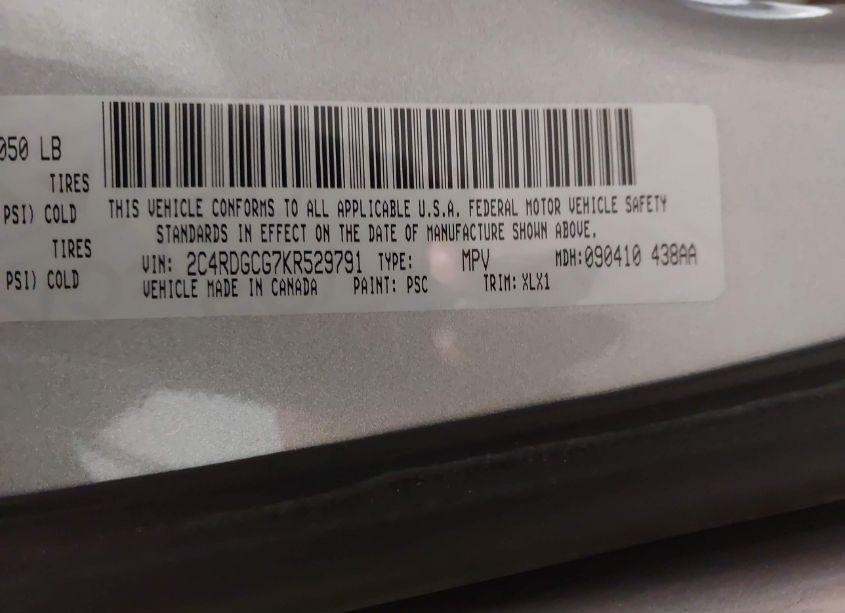 050 LB
TIRES
PSI) COLD
TIRES
PSI) COLD
THIS VEHICLE CONFORMS TO ALL APPLICABLE U.S.A. FEDERAL MOTOR VEHICLE SAFETY
STANDARDS IN EFFECT ON THE DATE OF MANUFACTURE SHOWN ABOVE.
VIN: 2C4RDGCG7KR529791 TYPE: MPV MDH:090410 438AA
VEHICLE MADE IN CANADA PAINT: PSC TRIM: XLX1